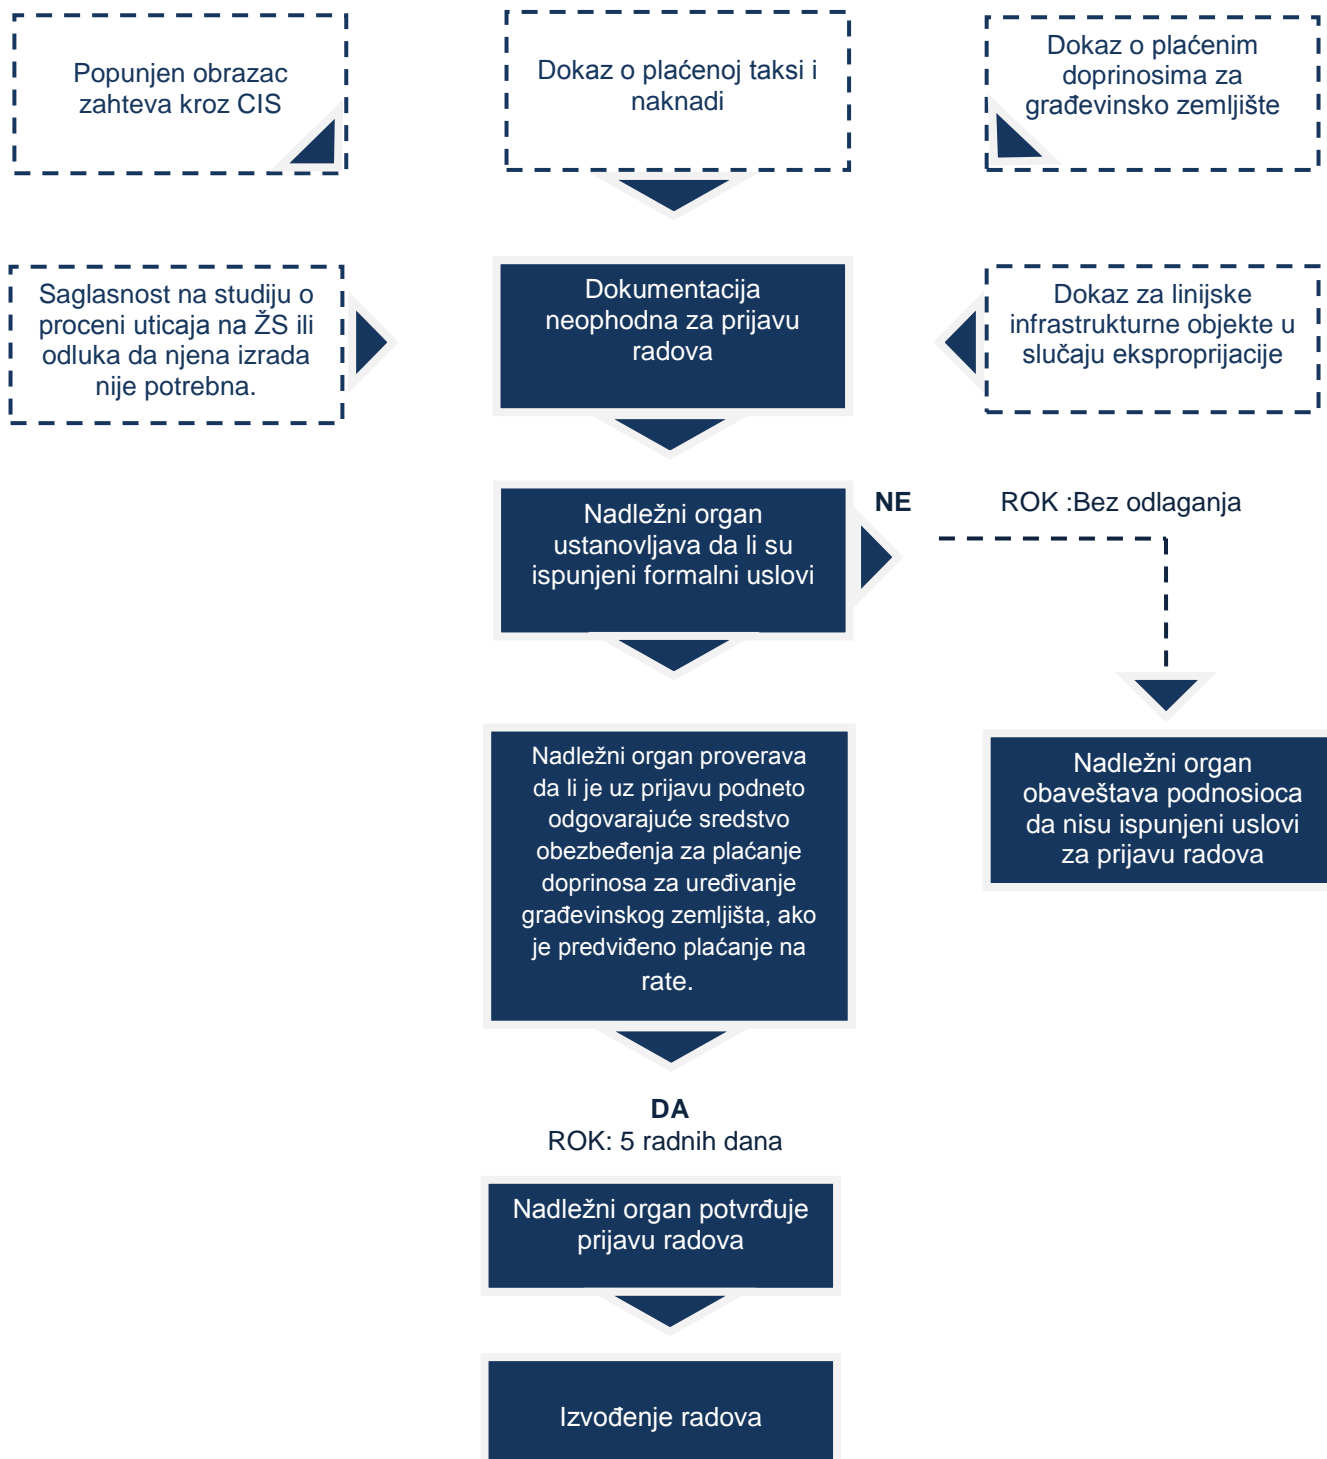 Popunjen obrazac
zahteva kroz CIS
Dokaz o plaćenoj taksi i
naknadi
Dokaz o plaćenim
doprinosima za
građevinsko zemljište
Saglasnost na studiju o
proceni uticaja na ŽS ili
odluka da njena izrada
nije potrebna.
Dokumentacija
neophodna za prijavu
radova
Dokaz za linijske
infrastrukturne objekte u
slučaju eksproprijacije
Nadležni organ
ustanovljava da li su
ispunjeni formalni uslovi
NE
ROK :Bez odlaganja
Nadležni organ proverava
da li je uz prijavu podneto
odgovarajuće sredstvo
obezbeđenja za plaćanje
doprinosa za uređivanje
građevinskog zemljišta, ako
je predviđeno plaćanje na
rate.
Nadležni organ
obaveštava podnosioca
da nisu ispunjeni uslovi
za prijavu radova
DA
ROK: 5 radnih dana
Nadležni organ potvrđuje
prijavu radova
Izvođenje radova